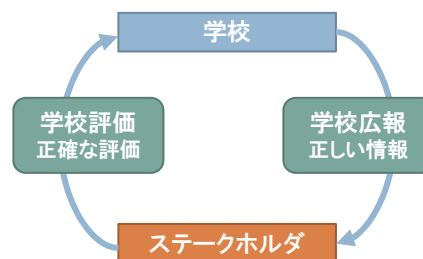 学校
学校評価
正確な評価
学校広報
正しい情報
ステークホルダ